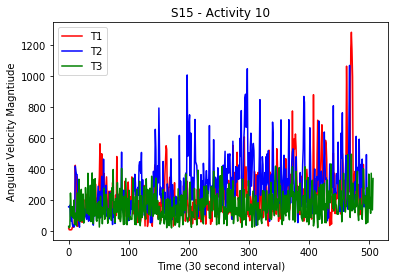 S15 - Activity 10
T1
T2
T3
Angular Velocity Magntiude
1200
1000
800
600
400
200
0
0 100 200 300 400 500
Time (30 second interval)